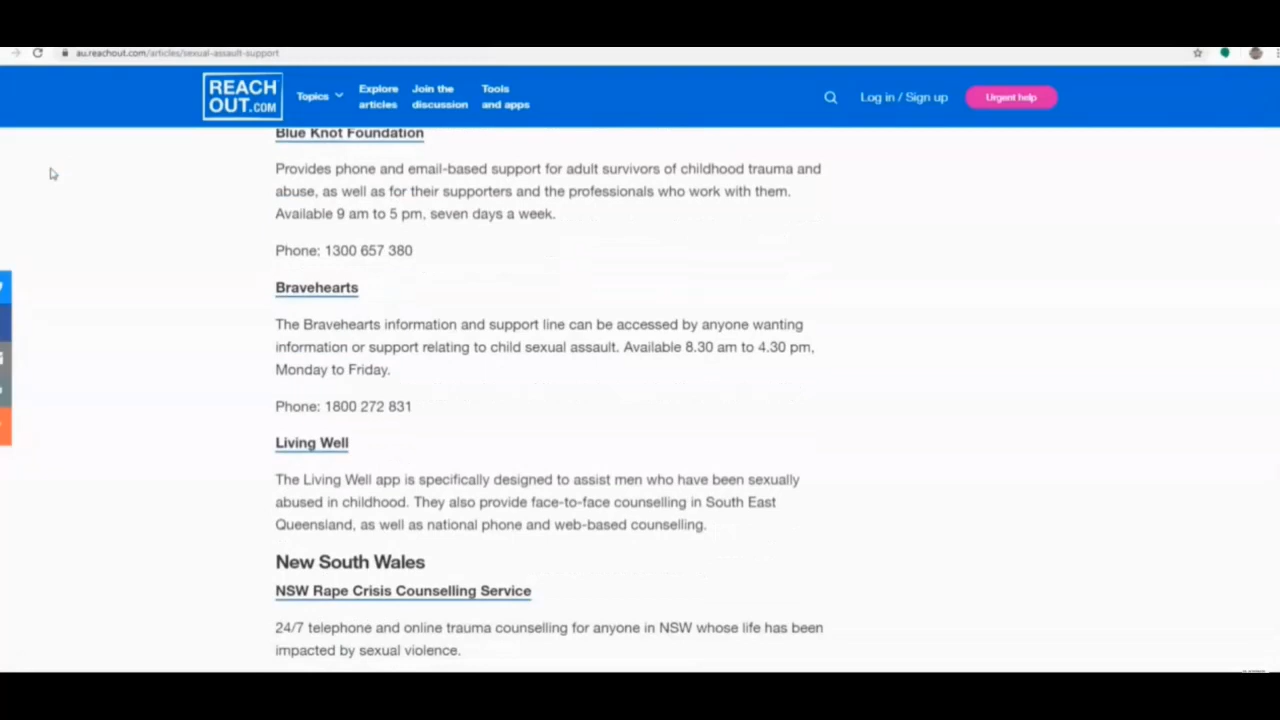 au.reachout.com/articles/sexual-assault-support
REACH
OUT.COM
Topics
Explore
articles
Join the
discussion
Tools
and apps
Log in / Sign up
Urgent help
Blue Knot Foundation
Provides phone and email-based support for adult survivors of childhood trauma and
abuse, as well as for their supporters and the professionals who work with them.
Available 9 am to 5 pm, seven days a week.
Phone: 1300 657 380
Bravehearts
The Bravehearts information and support line can be accessed by anyone wanting
information or support relating to child sexual assault. Available 8.30 am to 4.30 pm,
Monday to Friday.
Phone: 1800 272 831
Living Well
The Living Well app is specifically designed to assist men who have been sexually
abused in childhood. They also provide face-to-face counselling in South East
Queensland, as well as national phone and web-based counselling.
New South Wales
NSW Rape Crisis Counselling Service
24/7 telephone and online trauma counselling for anyone in NSW whose life has been
impacted by sexual violence.